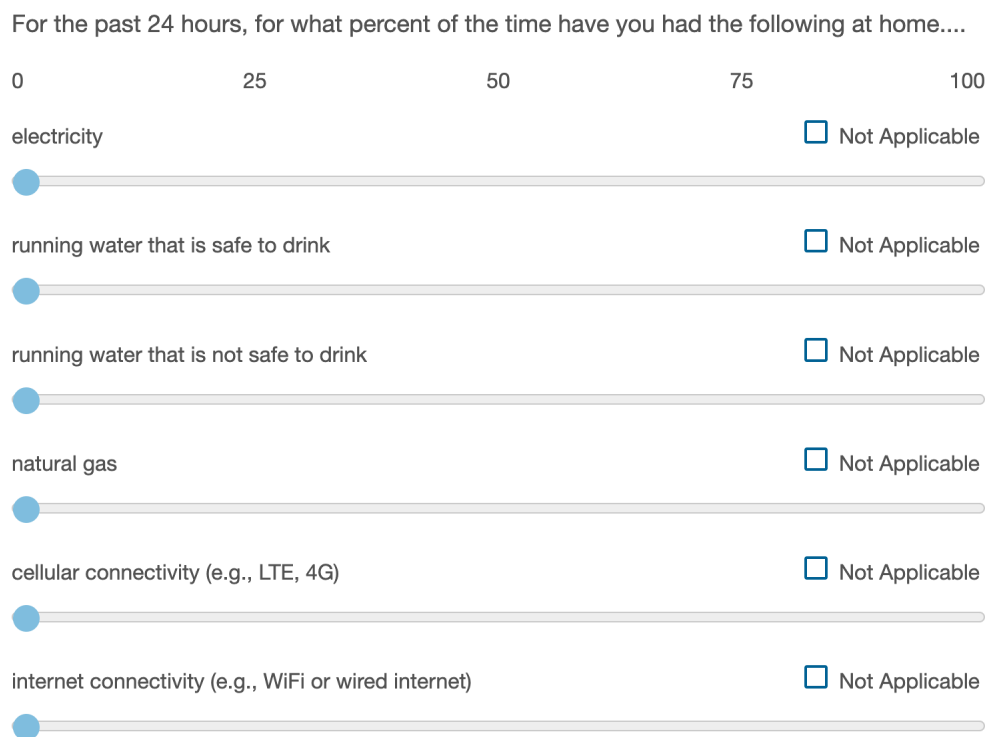 For the past 24 hours, for what percent of the time have you had the following at home....
0 25 50 75 100
electricity Not Applicable
running water that is safe to drink Not Applicable
running water that is not safe to drink Not Applicable
natural gas Not Applicable
cellular connectivity (e.g., LTE, 4G) Not Applicable
internet connectivity (e.g., WiFi or wired internet) Not Applicable